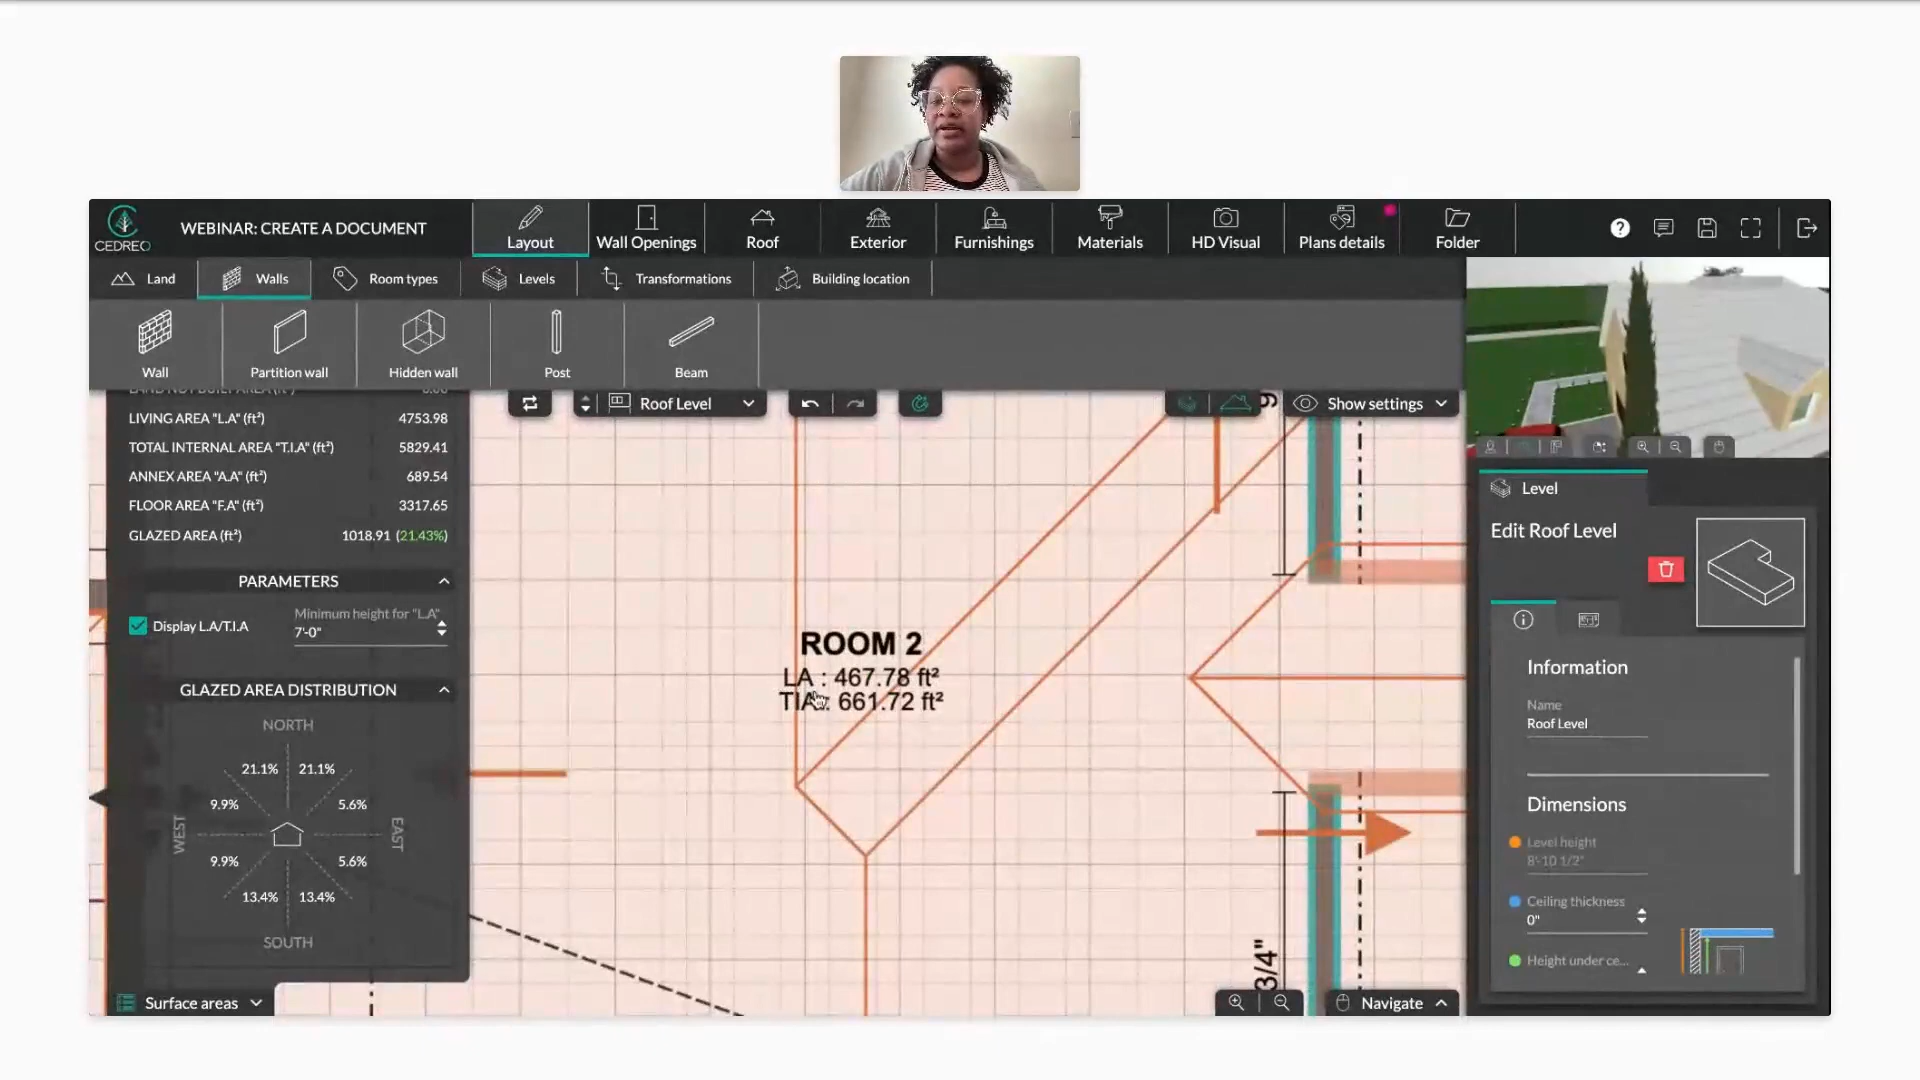 CEDREO
WEBINAR: CREATE A DOCUMENT
Layout
Wall Openings
Roof
Exterior
Furnishings
Materials
HD Visual
Plans details
Folder
?
Land
Walls
Room types
Levels
Transformations
Building location
Wall
Partition wall
Hidden wall
Post
Beam
Roof Level
Show settings
LIVING AREA "L.A" (ft²) 4753.98
TOTAL INTERNAL AREA "T.I.A" (ft²) 5829.41
ANNEX AREA "A.A" (ft²) 689.54
FLOOR AREA "F.A" (ft²) 3317.65
GLAZED AREA (ft²) 1018.91 (21.43%)
PARAMETERS
Display L.A/T.I.A
Minimum height for "L.A"
7'-0"
GLAZED AREA DISTRIBUTION
NORTH
21.1% 21.1%
9.9% 5.6%
WEST
EAST
9.9% 5.6%
13.4% 13.4%
SOUTH
Surface areas
ROOM 2
LA : 467.78 ft²
TIA : 661.72 ft²
9
3/4"
Navigate
Level
Edit Roof Level
Information
Name
Roof Level
Dimensions
Level height
8'-10 1/2"
Ceiling thickness
0"
Height under ce...